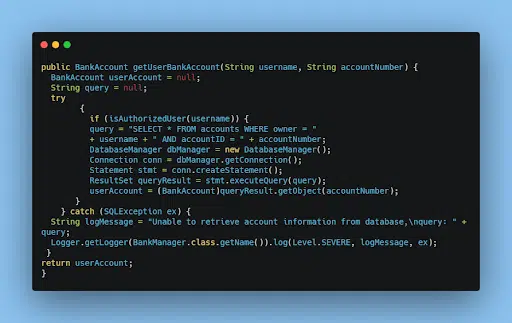 public BankAccount getUserBankAccount(String username, String accountNumber) {
BankAccount userAccount = null;
String query = null;
try
{
if (isAuthorizedUser(username)) {
query = "SELECT * FROM accounts WHERE owner = "
+ username + " AND accountID = " + accountNumber;
DatabaseManager dbManager = new DatabaseManager();
Connection conn = dbManager.getConnection();
Statement stmt = conn.createStatement();
ResultSet queryResult = stmt.executeQuery(query);
userAccount = (BankAccount)queryResult.getObject(accountNumber);
}
} catch (SQLException ex) {
String logMessage = "Unable to retrieve account information from database,\nquery: " +
query;
Logger.getLogger(BankManager.class.getName()).log(Level.SEVERE, logMessage, ex);
}
return userAccount;
}